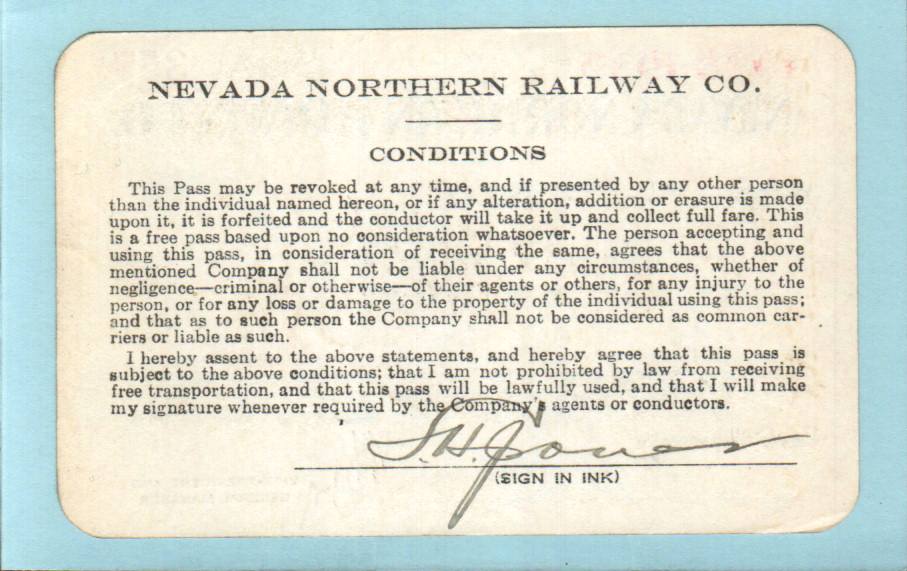 NEVADA NORTHERN RAILWAY CO.
CONDITIONS
This Pass may be revoked at any time, and if presented by any other person
than the individual named hereon, or if any alteration, addition or erasure is made
upon it, it is forfeited and the conductor will take it up and collect full fare. This
is a free pass based upon no consideration whatsoever. The person accepting and
using this pass, in consideration of receiving the same, agrees that the above
mentioned Company shall not be liable under any circumstances, whether of
negligence—criminal or otherwise—of their agents or others, for any injury to the
person, or for any loss or damage to the property of the individual using this pass;
and that as to such person the Company shall not be considered as common car-
riers or liable as such.
I hereby assent to the above statements, and hereby agree that this pass is
subject to the above conditions; that I am not prohibited by law from receiving
free transportation, and that this pass will be lawfully used, and that I will make
my signature whenever required by the Company's agents or conductors.
S. H. Jones
(SIGN IN INK)